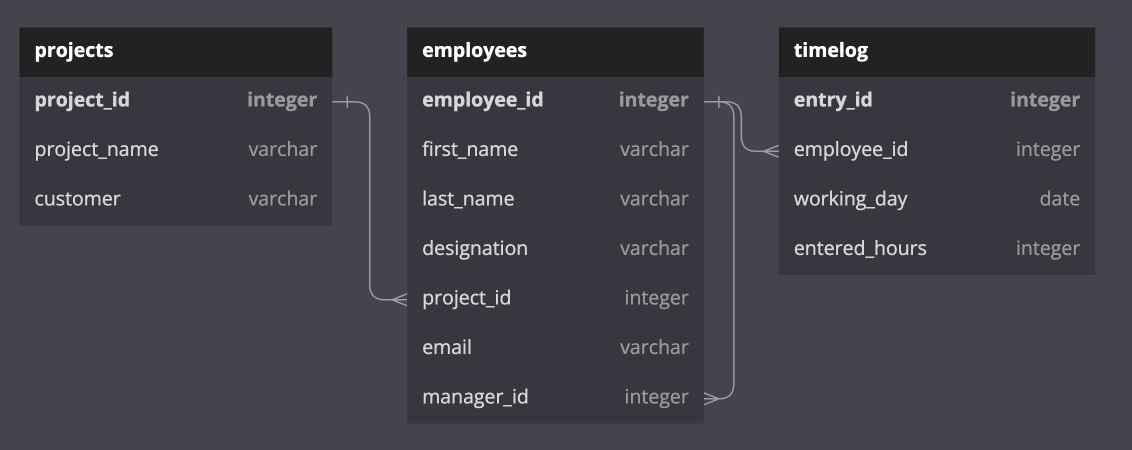 projects
project_id integer
project_name varchar
customer varchar
employees
employee_id integer
first_name varchar
last_name varchar
designation varchar
project_id integer
email varchar
manager_id integer
timelog
entry_id integer
employee_id integer
working_day date
entered_hours integer